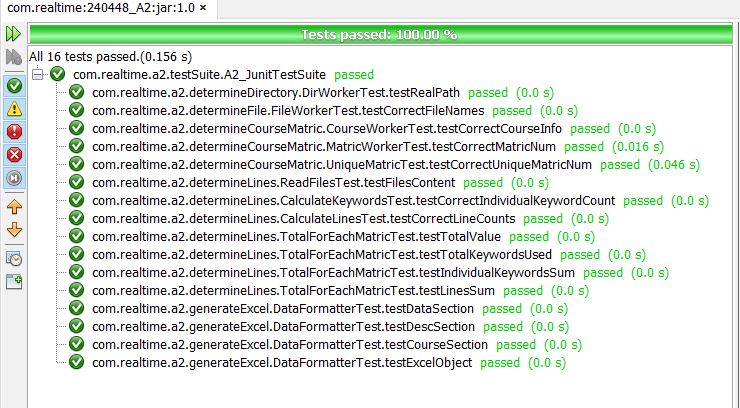 com.realtime:240448_A2:jar:1.0 ×
Tests passed: 100.00 %
All 16 tests passed.(0.156 s)
com.realtime.a2.testSuite.A2_JunitTestSuite passed
com.realtime.a2.determineDirectory.DirWorkerTest.testRealPath passed (0.0 s)
com.realtime.a2.determineFile.FileWorkerTest.testCorrectFileNames passed (0.0 s)
com.realtime.a2.determineCourseMatric.CourseWorkerTest.testCorrectCourseInfo passed (0.0 s)
com.realtime.a2.determineCourseMatric.MatricWorkerTest.testCorrectMatricNum passed (0.016 s)
com.realtime.a2.determineCourseMatric.UniqueMatricTest.testCorrectUniqueMatricNum passed (0.046 s)
com.realtime.a2.determineLines.ReadFilesTest.testFilesContent passed (0.0 s)
com.realtime.a2.determineLines.CalculateKeywordsTest.testCorrectIndividualKeywordCount passed (0.0 s)
com.realtime.a2.determineLines.CalculateLinesTest.testCorrectLineCounts passed (0.0 s)
com.realtime.a2.determineLines.TotalForEachMatricTest.testTotalValue passed (0.0 s)
com.realtime.a2.determineLines.TotalForEachMatricTest.testTotalKeywordsUsed passed (0.0 s)
com.realtime.a2.determineLines.TotalForEachMatricTest.testIndividualKeywordsSum passed (0.0 s)
com.realtime.a2.determineLines.TotalForEachMatricTest.testLinesSum passed (0.0 s)
com.realtime.a2.generateExcel.DataFormatterTest.testDataSection passed (0.0 s)
com.realtime.a2.generateExcel.DataFormatterTest.testDescSection passed (0.0 s)
com.realtime.a2.generateExcel.DataFormatterTest.testCourseSection passed (0.0 s)
com.realtime.a2.generateExcel.DataFormatterTest.testExcelObject passed (0.0 s)